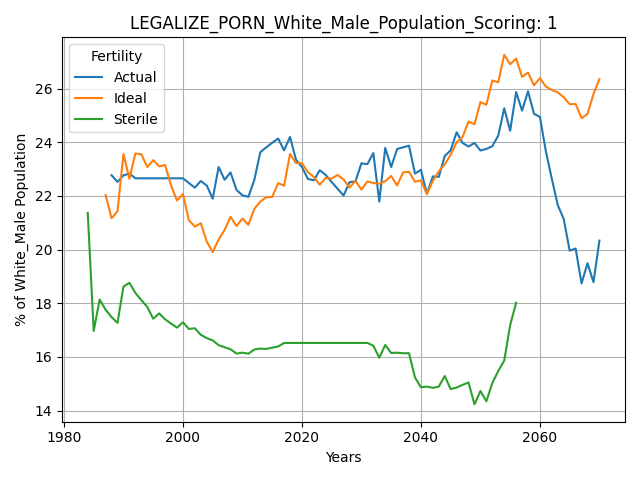 LEGALIZE_PORN_White_Male_Population_Scoring: 1
Fertility
Actual
Ideal
Sterile
% of White_Male Population
26
24
22
20
18
16
14
1980
2000
2020
2040
2060
Years